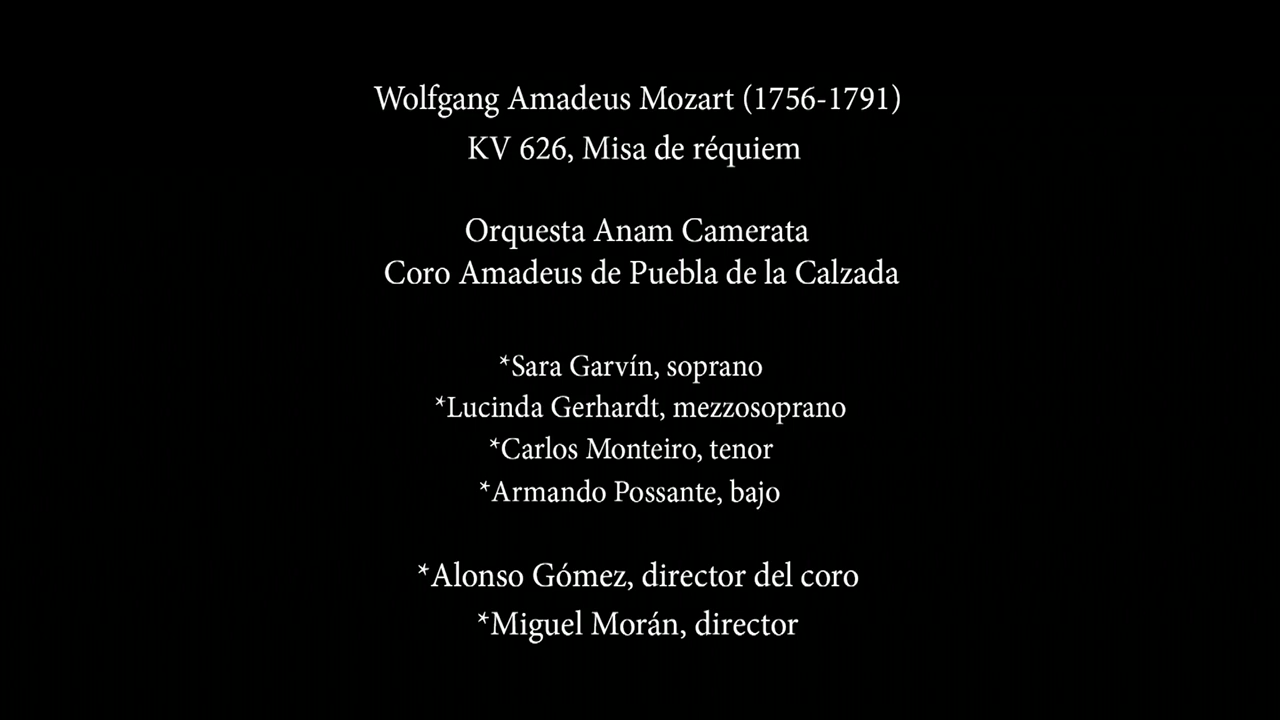 Wolfgang Amadeus Mozart (1756-1791)
KV 626, Misa de réquiem
Orquesta Anam Camerata
Coro Amadeus de Puebla de la Calzada
*Sara Garvín, soprano
*Lucinda Gerhardt, mezzosoprano
*Carlos Monteiro, tenor
*Armando Possante, bajo
*Alonso Gómez, director del coro
*Miguel Morán, director